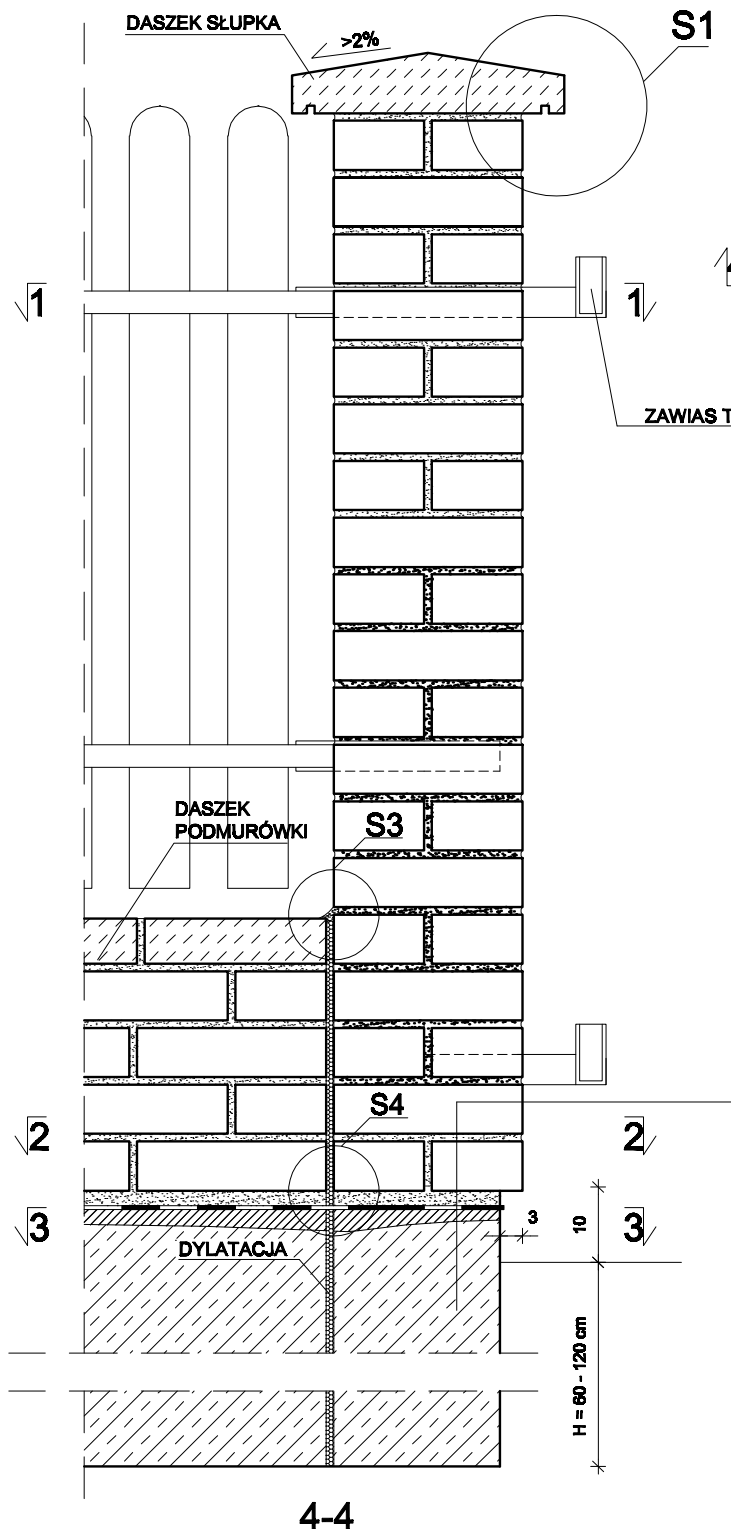 DASZEK SŁUPKA
>2%
S1
1
1
ZAWIAS T
DASZEK
PODMURÓWKI
S3
S4
2
2
3
3
3
10
DYLATACJA
H = 60 - 120 cm
4-4